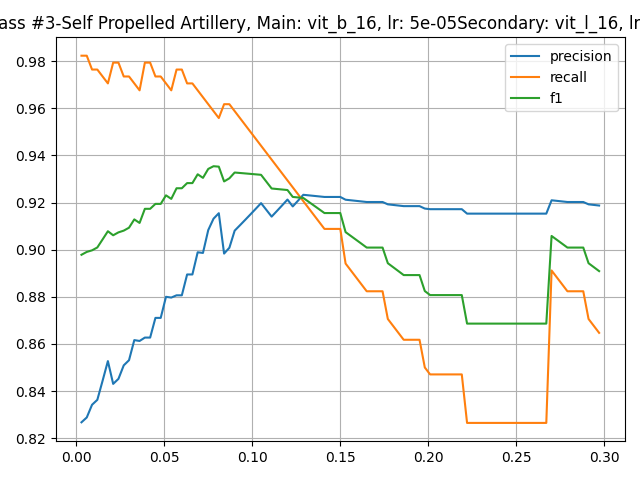 ass #3-Self Propelled Artillery, Main: vit_b_16, lr: 5e-05Secondary: vit_l_16, lr
precision
recall
f1
0.98
0.96
0.94
0.92
0.90
0.88
0.86
0.84
0.82
0.00 0.05 0.10 0.15 0.20 0.25 0.30